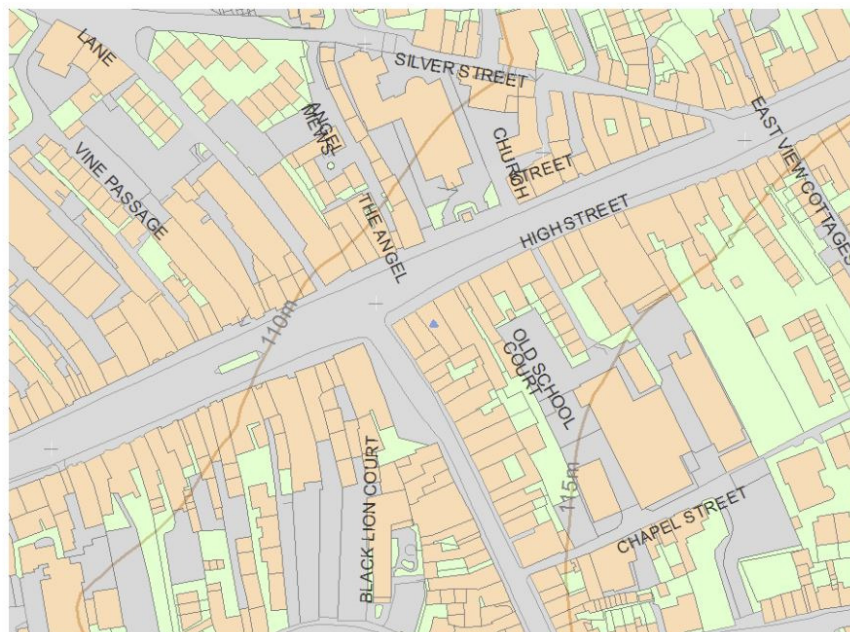 LANE
SILVER STREET
ANGEL
MEWS
VINE PASSAGE
CHURCH
STREET
EAST VIEW COTTAGES
THE ANGEL
HIGH STREET
110m
OLD SCHOOL
COURT
BLACK LION COURT
115m
CHAPEL STREET